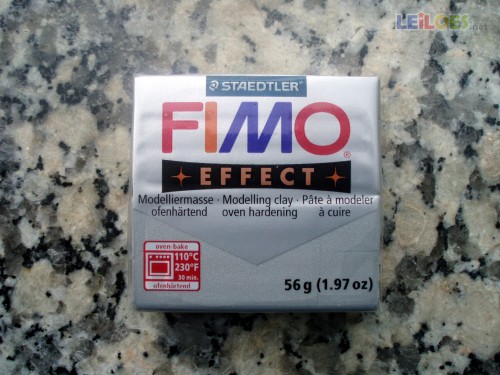 LEiLOES.net
STAEDTLER
FIMO®
EFFECT
Modelliermasse · Modelling clay · Pâte à modeler
ofenhärtend oven hardening à cuire
oven-bake
110°C
230°F
30 min.
ofenhärtend
56 g (1.97 oz)